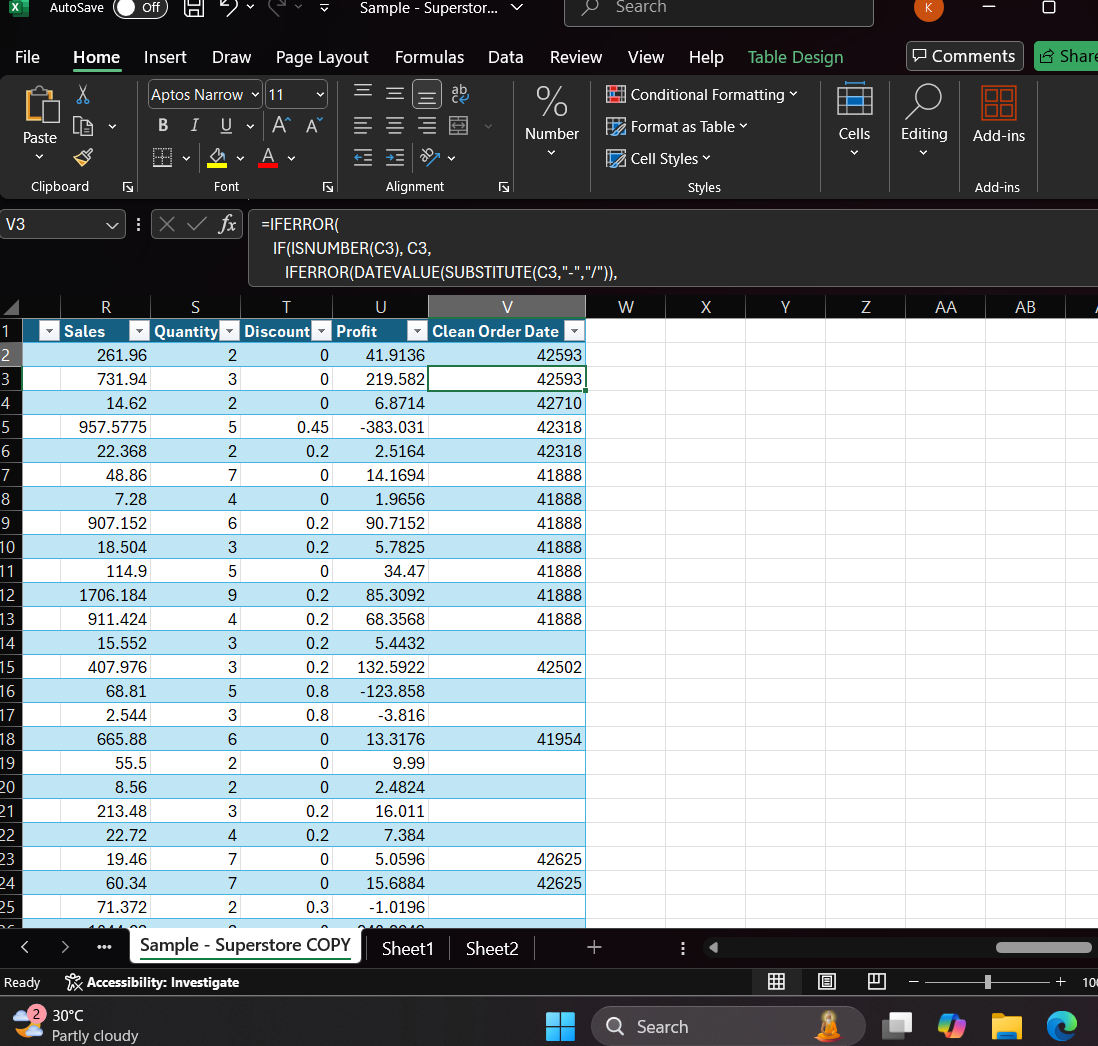 AutoSave Off Sample - Superstor... Search K
File Home Insert Draw Page Layout Formulas Data Review View Help Table Design Comments Share
Paste Aptos Narrow 11 ab Conditional Formatting
B I U A A Format as Table
A Cell Styles
Number Cells Editing Add-ins
Clipboard Font Alignment Styles Add-ins
V3 fx =IFERROR(
IF(ISNUMBER(C3), C3,
IFERROR(DATEVALUE(SUBSTITUTE(C3,"-","/")),
R S T U V W X Y Z AA AB
1 Sales Quantity Discount Profit Clean Order Date
2 261.96 2 0 41.9136 42593
3 731.94 3 0 219.582 42593
4 14.62 2 0 6.8714 42710
5 957.5775 5 0.45 -383.031 42318
6 22.368 2 0.2 2.5164 42318
7 48.86 7 0 14.1694 41888
8 7.28 4 0 1.9656 41888
9 907.152 6 0.2 90.7152 41888
10 18.504 3 0.2 5.7825 41888
11 114.9 5 0 34.47 41888
12 1706.184 9 0.2 85.3092 41888
13 911.424 4 0.2 68.3568 41888
14 15.552 3 0.2 5.4432
15 407.976 3 0.2 132.5922 42502
16 68.81 5 0.8 -123.858
17 2.544 3 0.8 -3.816
18 665.88 6 0 13.3176 41954
19 55.5 2 0 9.99
20 8.56 2 0 2.4824
21 213.48 3 0.2 16.011
22 22.72 4 0.2 7.384
23 19.46 7 0 5.0596 42625
24 60.34 7 0 15.6884 42625
25 71.372 2 0.3 -1.0196
Sample - Superstore COPY Sheet1 Sheet2
Ready Accessibility: Investigate
2 30°C
Partly cloudy
Search